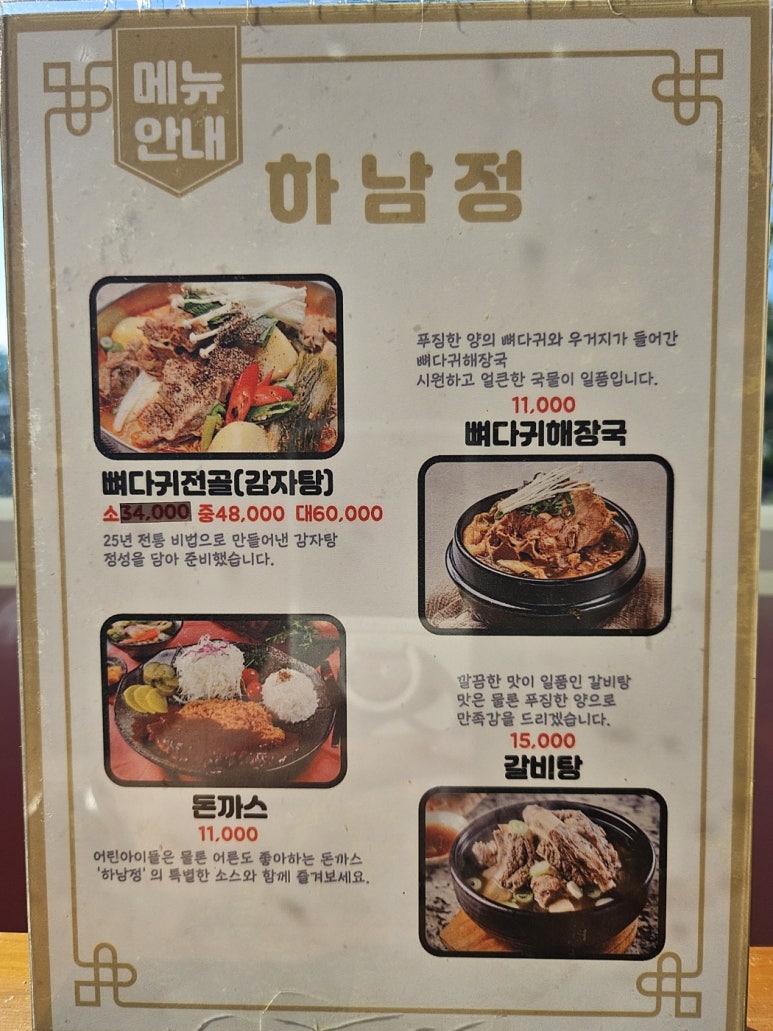 메뉴
안내
하남정
뼈다귀전골(감자탕)
소34,000 중48,000 대60,000
25년 전통 비법으로 만들어낸 감자탕
정성을 담아 준비했습니다.
푸짐한 양의 뼈다귀와 우거지가 들어간
뼈다귀해장국
시원하고 얼큰한 국물이 일품입니다.
11,000
뼈다귀해장국
돈까스
11,000
어린아이들은 물론 어른도 좋아하는 돈까스
'하남정' 의 특별한 소스와 함께 즐겨보세요.
깔끔한 맛이 일품인 갈비탕
맛은 물론 푸짐한 양으로
만족감을 드리겠습니다.
15,000
갈비탕